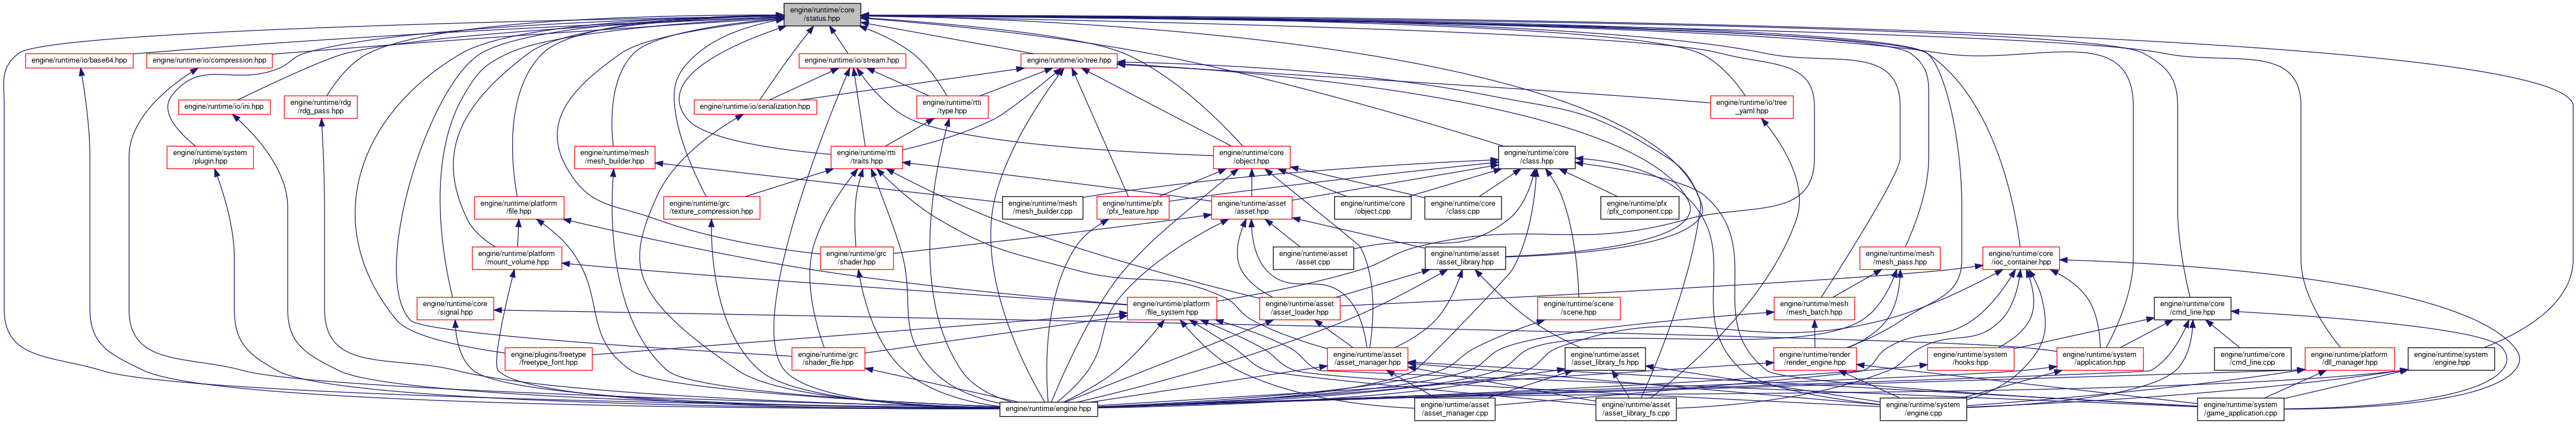 engine/runtime/core
/status.hpp
engine/runtime/io/base64.hpp
engine/runtime/io/compression.hpp
engine/runtime/io/stream.hpp
engine/runtime/io/tree.hpp
engine/runtime/io/ini.hpp
engine/runtime/rdg
/rdg_pass.hpp
engine/runtime/io/serialization.hpp
engine/runtime/rtti
/type.hpp
engine/runtime/io/tree
_yaml.hpp
engine/runtime/system
/plugin.hpp
engine/runtime/mesh
/mesh_builder.hpp
engine/runtime/rtti
/traits.hpp
engine/runtime/core
/object.hpp
engine/runtime/core
/class.hpp
engine/runtime/platform
/file.hpp
engine/runtime/grc
/texture_compression.hpp
engine/runtime/mesh
/mesh_builder.cpp
engine/runtime/pfx
/pfx_feature.hpp
engine/runtime/asset
/asset.hpp
engine/runtime/core
/object.cpp
engine/runtime/core
/class.cpp
engine/runtime/pfx
/pfx_component.cpp
engine/runtime/platform
/mount_volume.hpp
engine/runtime/grc
/shader.hpp
engine/runtime/asset
/asset.cpp
engine/runtime/asset
/asset_library.hpp
engine/runtime/mesh
/mesh_pass.hpp
engine/runtime/core
/ioc_container.hpp
engine/runtime/core
/signal.hpp
engine/runtime/platform
/file_system.hpp
engine/runtime/asset
/asset_loader.hpp
engine/runtime/scene
/scene.hpp
engine/runtime/mesh
/mesh_batch.hpp
engine/runtime/core
/cmd_line.hpp
engine/plugins/freetype
/freetype_font.hpp
engine/runtime/grc
/shader_file.hpp
engine/runtime/asset
/asset_manager.hpp
engine/runtime/asset
/asset_library_fs.hpp
engine/runtime/render
/render_engine.hpp
engine/runtime/system
/hooks.hpp
engine/runtime/system
/application.hpp
engine/runtime/core
/cmd_line.cpp
engine/runtime/platform
/dll_manager.hpp
engine/runtime/system
/engine.hpp
engine/runtime/engine.hpp
engine/runtime/asset
/asset_manager.cpp
engine/runtime/asset
/asset_library_fs.cpp
engine/runtime/system
/engine.cpp
engine/runtime/system
/game_application.cpp